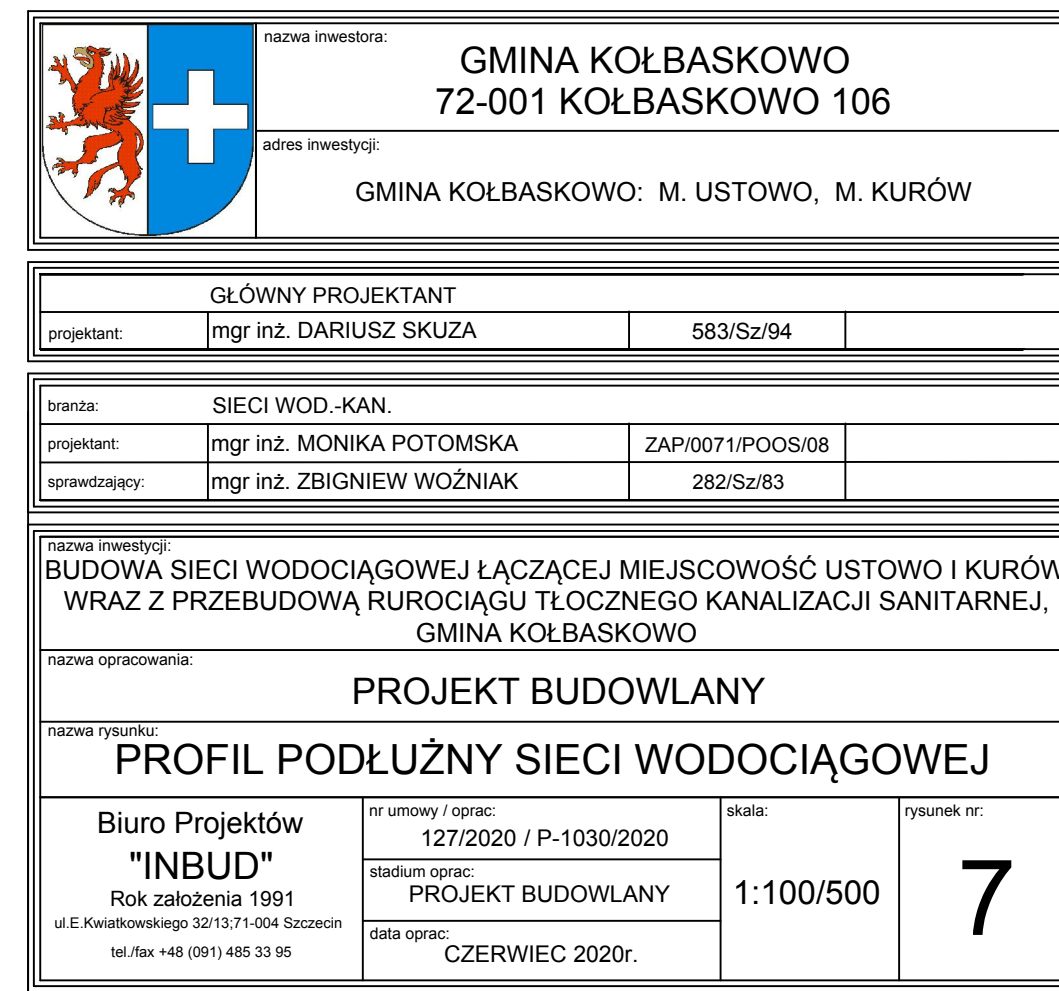 nazwa inwestora:
GMINA KOŁBASKOWO
72-001 KOŁBASKOWO 106
adres inwestycji:
GMINA KOŁBASKOWO: M. USTOWO, M. KURÓW
GŁÓWNY PROJEKTANT
projektant: mgr inż. DARIUSZ SKUZA 583/Sz/94
branża: SIECI WOD.-KAN.
projektant: mgr inż. MONIKA POTOMSKA ZAP/0071/POOS/08
sprawdzający: mgr inż. ZBIGNIEW WOŹNIAK 282/Sz/83
nazwa inwestycji:
BUDOWA SIECI WODOCIĄGOWEJ ŁĄCZĄCEJ MIEJSCOWOŚĆ USTOWO I KURÓW
WRAZ Z PRZEBUDOWĄ RUROCIĄGU TŁOCZNEGO KANALIZACJI SANITARNEJ,
GMINA KOŁBASKOWO
nazwa opracowania:
PROJEKT BUDOWLANY
nazwa rysunku:
PROFIL PODŁUŻNY SIECI WODOCIĄGOWEJ
Biuro Projektów
"INBUD"
Rok założenia 1991
ul.E.Kwiatkowskiego 32/13;71-004 Szczecin
tel./fax +48 (091) 485 33 95
nr umowy / oprac:
127/2020 / P-1030/2020
stadium oprac:
PROJEKT BUDOWLANY
data oprac:
CZERWIEC 2020r.
skala:
1:100/500
rysunek nr:
7